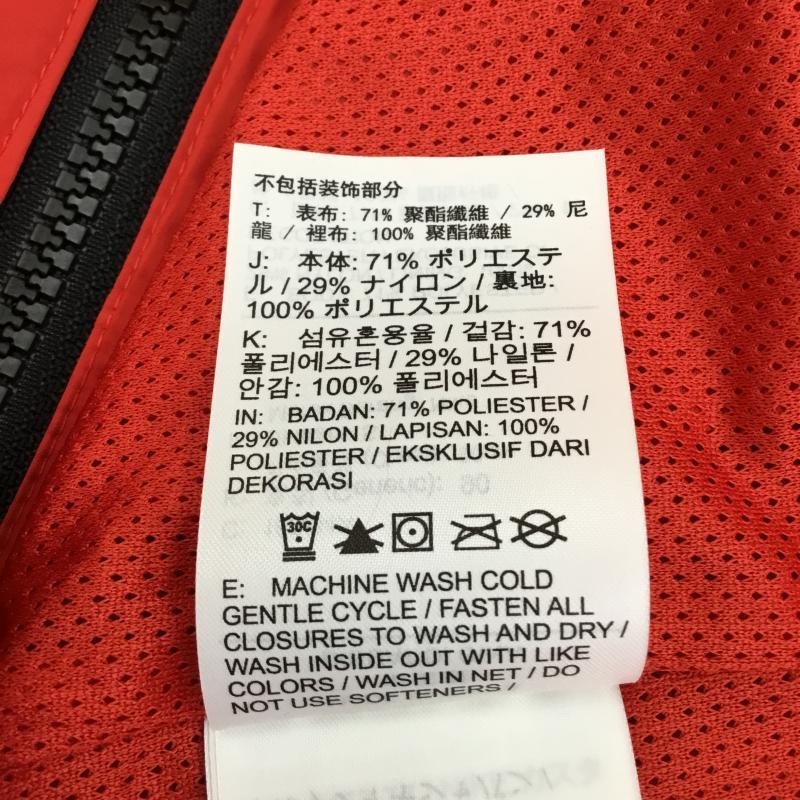 不包括装饰部分
T: 表布: 71% 聚酯纖維 / 29% 尼
龍 / 裡布: 100% 聚酯纖維
J: 本体: 71% ポリエステ
ル / 29% ナイロン / 裏地:
100% ポリエステル
K: 섬유혼용율 / 겉감: 71%
폴리에스터 / 29% 나일론 /
안감: 100% 폴리에스터
IN: BADAN: 71% POLIESTER /
29% NILON / LAPISAN: 100%
POLIESTER / EKSKLUSIF DARI
DEKORASI
30C
E: MACHINE WASH COLD
GENTLE CYCLE / FASTEN ALL
CLOSURES TO WASH AND DRY /
WASH INSIDE OUT WITH LIKE
COLORS / WASH IN NET / DO
NOT USE SOFTENERS /